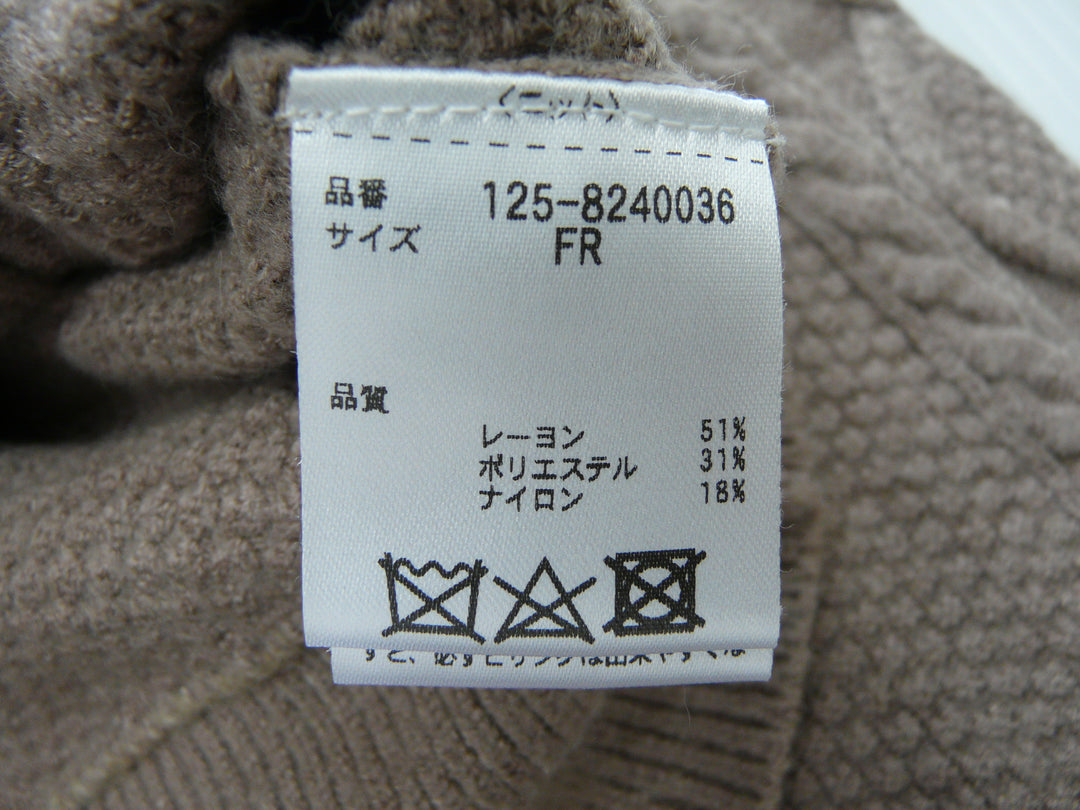 〈ニット〉
品番 125-8240036
サイズ FR
品質
レーヨン 51%
ポリエステル 31%
ナイロン 18%